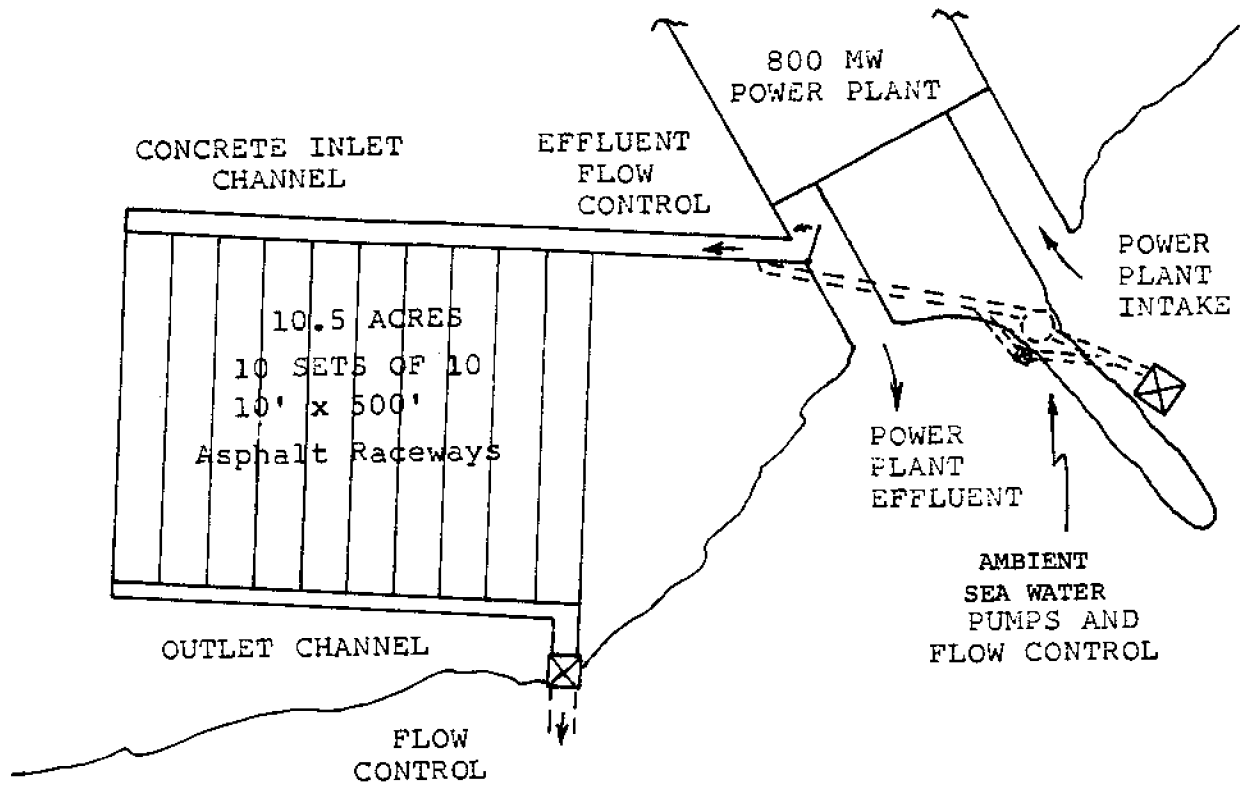 800 MW
POWER PLANT
CONCRETE INLET
CHANNEL
EFFLUENT
FLOW
CONTROL
POWER
PLANT
INTAKE
10.5 ACRES
10 SETS OF 10
10' x 500'
Asphalt Raceways
POWER
PLANT
EFFLUENT
AMBIENT
SEA WATER
PUMPS AND
FLOW CONTROL
OUTLET CHANNEL
FLOW
CONTROL